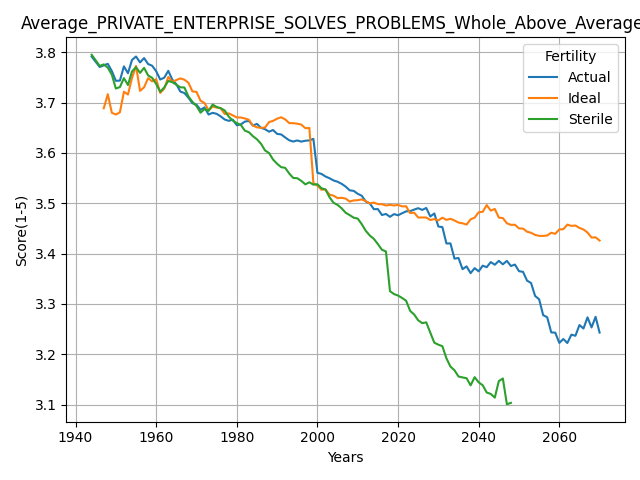 Average_PRIVATE_ENTERPRISE_SOLVES_PROBLEMS_Whole_Above_Average
Fertility
Actual
Ideal
Sterile
Score(1-5)
3.8
3.7
3.6
3.5
3.4
3.3
3.2
3.1
1940 1960 1980 2000 2020 2040 2060
Years